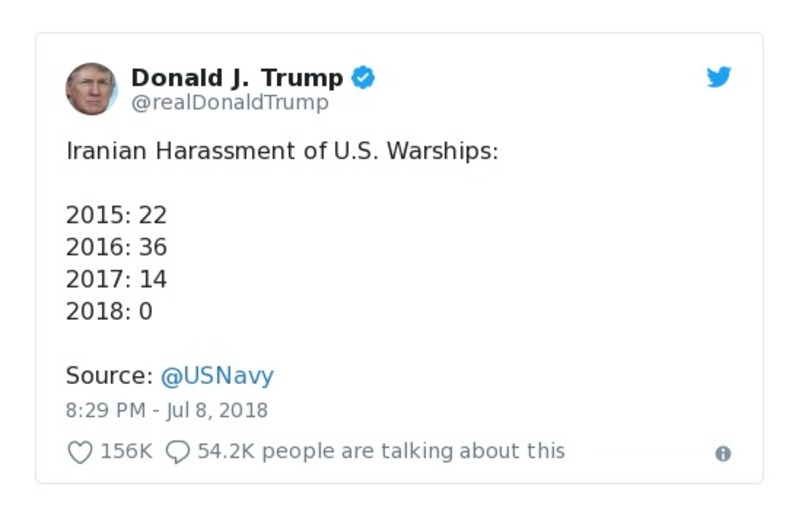 Donald J. Trump
@realDonaldTrump
Iranian Harassment of U.S. Warships:
2015: 22
2016: 36
2017: 14
2018: 0
Source: @USNavy
8:29 PM - Jul 8, 2018
156K 54.2K people are talking about this